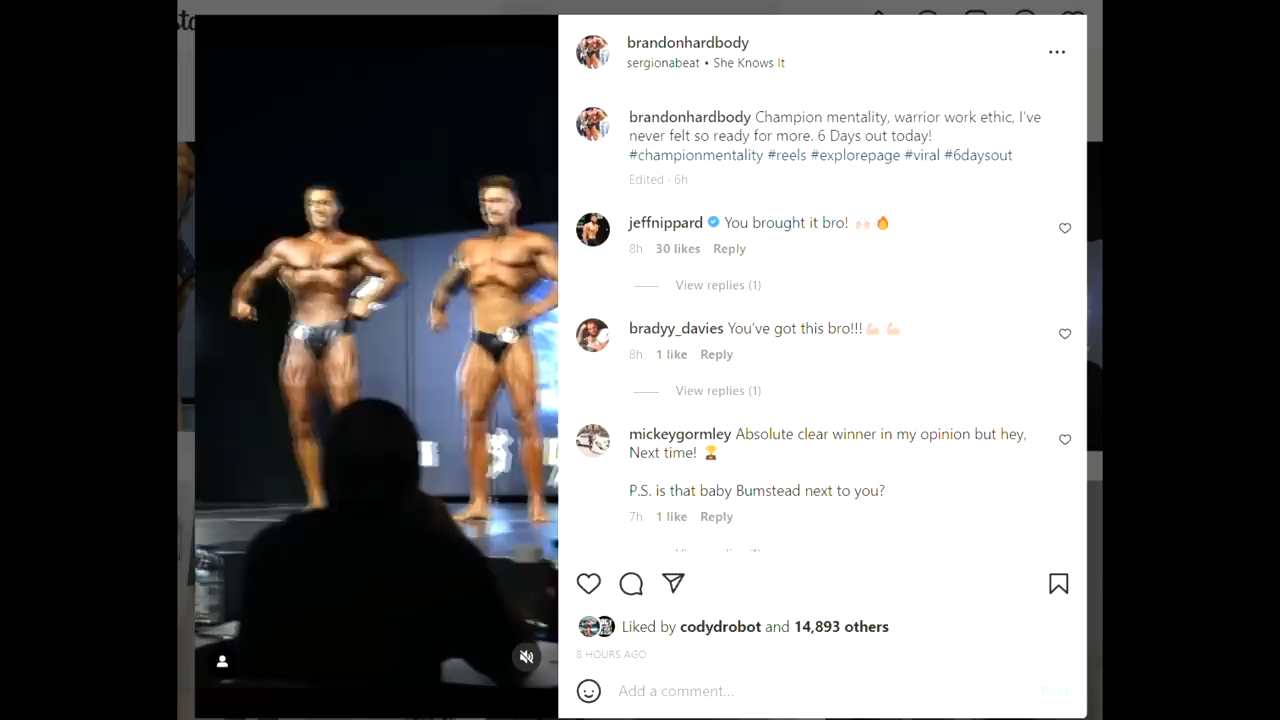 brandonhardbody
sergionabeat • She Knows It
brandonhardbody Champion mentality, warrior work ethic, I've
never felt so ready for more. 6 Days out today!
#championmentality #reels #explorepage #viral #6daysout
Edited · 6h
jeffnippard You brought it bro! 🙌🏻 🔥
8h 30 likes Reply
View replies (1)
bradyy_davies You've got this bro!!! 💪🏻 💪🏻
8h 1 like Reply
View replies (1)
mickeygormley Absolute clear winner in my opinion but hey,
Next time! 🏆
P.S. is that baby Bumstead next to you?
7h 1 like Reply
Liked by codydrobot and 14,893 others
8 HOURS AGO
Add a comment...
Post